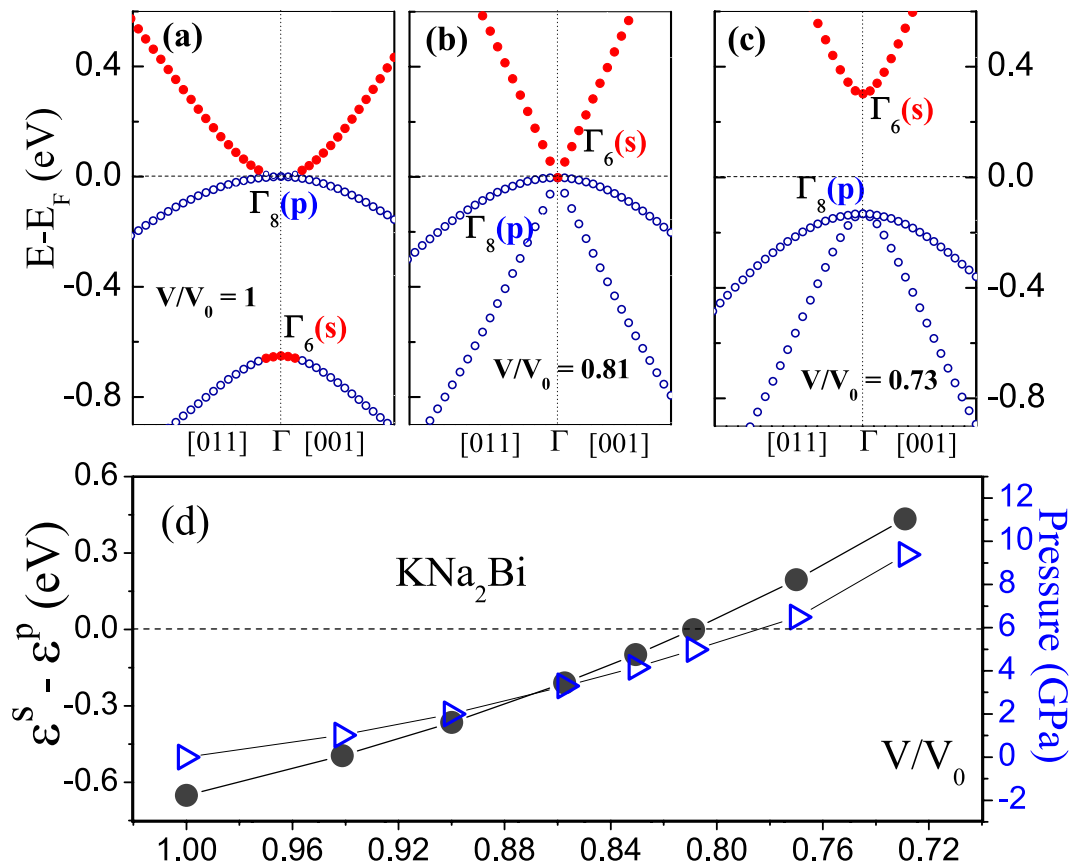 (a) (b) (c)
0.4 0.4
Γ6(s) Γ6(s)
0.0 0.0
Γ8(p) Γ8(p) Γ8(p)
E-EF (eV)
-0.4 -0.4
V/V0 = 1 Γ6(s) V/V0 = 0.81 V/V0 = 0.73
-0.8 -0.8
[011] Γ [001] [011] Γ [001] [011] Γ [001]
0.6 12
(d)
10
KNa2Bi
0.3 8
6
0.0
4
-0.3 2
0
-0.6
-2
εS - εp (eV)
Pressure (GPa)
V/V0
1.00 0.96 0.92 0.88 0.84 0.80 0.76 0.72